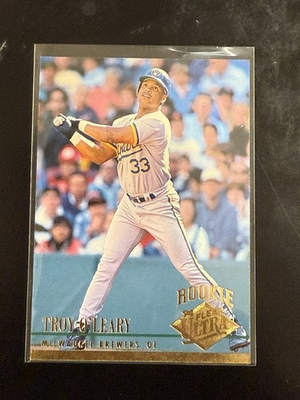 33
ROOKIE
FLEER
ULTRA
TROY O'LEARY
MILWAUKEE BREWERS, OF